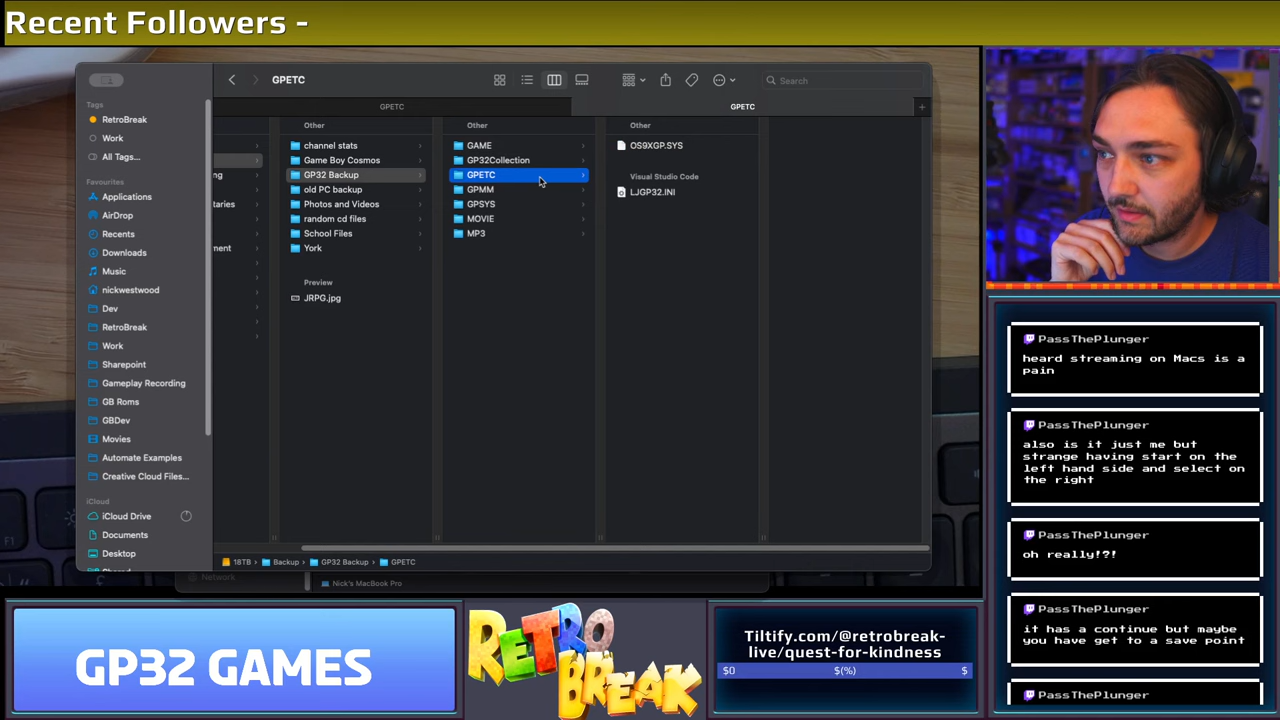 Recent Followers -
GPETC
Search
GPETC
GPETC
Tags
RetroBreak
Work
All Tags...
Favourites
Applications
AirDrop
Recents
Downloads
Music
nickwestwood
Dev
RetroBreak
Work
Sharepoint
Gameplay Recording
GB Roms
GBDev
Movies
Automate Examples
Creative Cloud Files...
iCloud
iCloud Drive
Documents
Desktop
ng
taries
ment
Other
channel stats
Game Boy Cosmos
GP32 Backup
old PC backup
Photos and Videos
random cd files
School Files
York
Preview
JRPG.jpg
Other
GAME
GP32Collection
GPETC
GPMM
GPSYS
MOVIE
MP3
Other
OS9XGP.SYS
Visual Studio Code
LJGP32.INI
18TB › Backup › GP32 Backup › GPETC
Network
Nick's MacBook Pro
PassThePlunger
heard streaming on Macs is a
pain
PassThePlunger
also is it just me but
strange having start on the
left hand side and select on
the right
PassThePlunger
oh really!?!
PassThePlunger
it has a continue but maybe
you have get to a save point
PassThePlunger
GP32 GAMES
RETRO
BREAK
Tiltify.com/@retrobreak-
live/quest-for-kindness
$0
$(%)
$